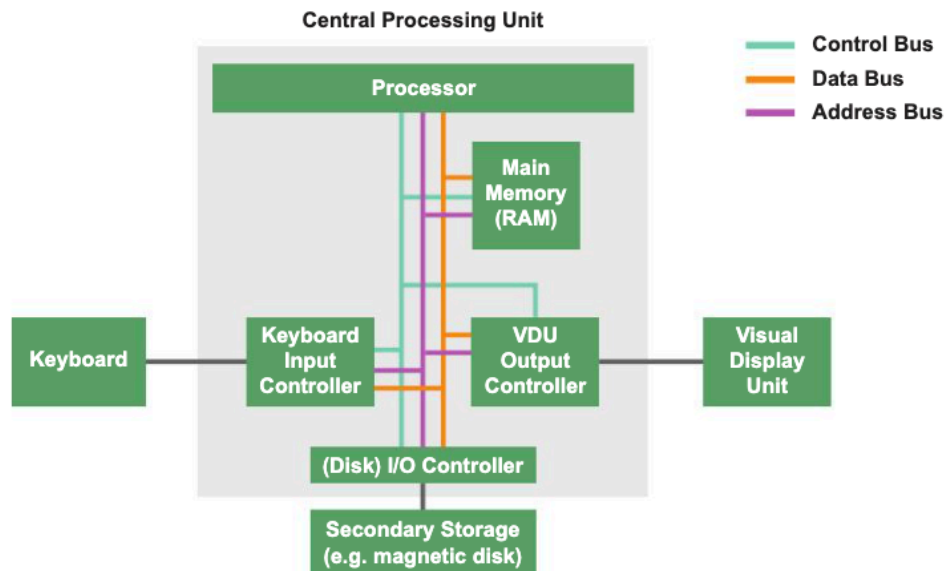 Central Processing Unit
Control Bus
Data Bus
Address Bus
Processor
Main
Memory
(RAM)
Keyboard
Keyboard
Input
Controller
VDU
Output
Controller
Visual
Display
Unit
(Disk) I/O Controller
Secondary Storage
(e.g. magnetic disk)